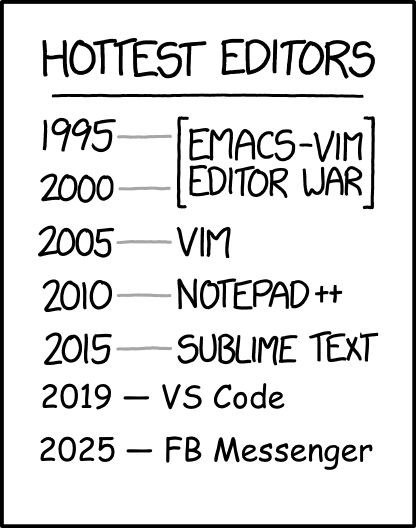 HOTTEST EDITORS
1995 — [EMACS-VIM
2000 — EDITOR WAR]
2005 — VIM
2010 — NOTEPAD++
2015 — SUBLIME TEXT
2019 — VS Code
2025 — FB Messenger